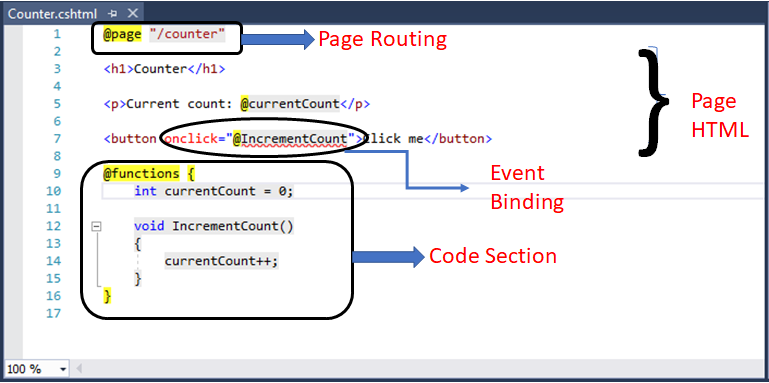 Counter.cshtml
1 @page "/counter"
Page Routing
2
3 <h1>Counter</h1>
4
5 <p>Current count: @currentCount</p>
Page
HTML
6
7 <button onclick="@IncrementCount">Click me</button>
8
9 @functions {
Event
Binding
10 int currentCount = 0;
11
12 void IncrementCount()
13 {
Code Section
14 currentCount++;
15 }
16 }
17
100 %